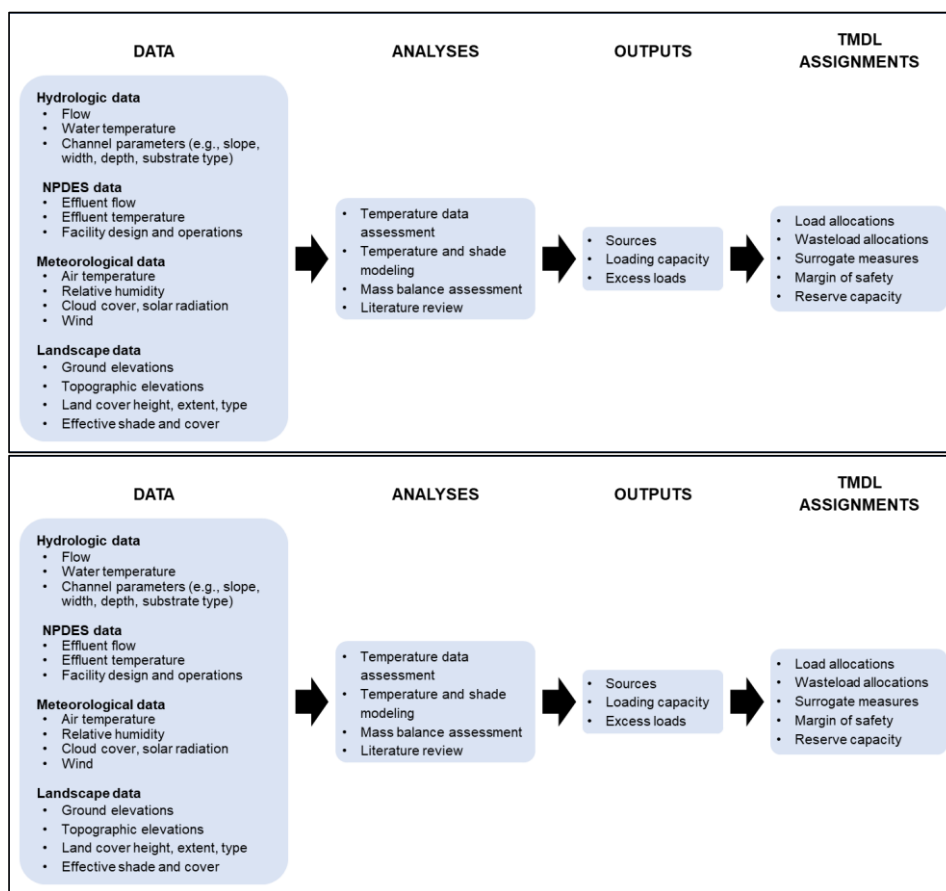 DATA
ANALYSES
OUTPUTS
TMDL
ASSIGNMENTS
Hydrologic data
• Flow
• Water temperature
• Channel parameters (e.g., slope,
width, depth, substrate type)
NPDES data
• Effluent flow
• Effluent temperature
• Facility design and operations
Meteorological data
• Air temperature
• Relative humidity
• Cloud cover, solar radiation
• Wind
Landscape data
• Ground elevations
• Topographic elevations
• Land cover height, extent, type
• Effective shade and cover
• Temperature data
assessment
• Temperature and shade
modeling
• Mass balance assessment
• Literature review
• Sources
• Loading capacity
• Excess loads
• Load allocations
• Wasteload allocations
• Surrogate measures
• Margin of safety
• Reserve capacity
DATA
ANALYSES
OUTPUTS
TMDL
ASSIGNMENTS
Hydrologic data
• Flow
• Water temperature
• Channel parameters (e.g., slope,
width, depth, substrate type)
NPDES data
• Effluent flow
• Effluent temperature
• Facility design and operations
Meteorological data
• Air temperature
• Relative humidity
• Cloud cover, solar radiation
• Wind
Landscape data
• Ground elevations
• Topographic elevations
• Land cover height, extent, type
• Effective shade and cover
• Temperature data
assessment
• Temperature and shade
modeling
• Mass balance assessment
• Literature review
• Sources
• Loading capacity
• Excess loads
• Load allocations
• Wasteload allocations
• Surrogate measures
• Margin of safety
• Reserve capacity